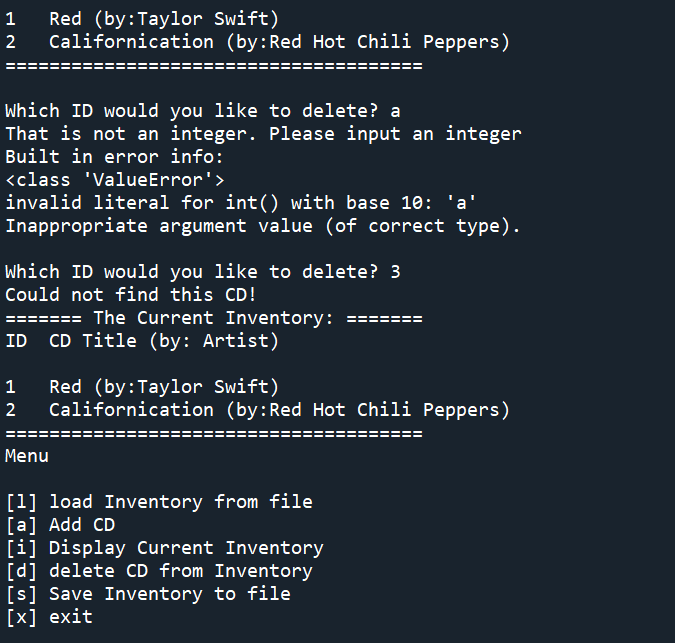 1   Red (by:Taylor Swift)
2   Californication (by:Red Hot Chili Peppers)
======================================
Which ID would you like to delete? a
That is not an integer. Please input an integer
Built in error info:
<class 'ValueError'>
invalid literal for int() with base 10: 'a'
Inappropriate argument value (of correct type).
Which ID would you like to delete? 3
Could not find this CD!
======= The Current Inventory: =======
ID  CD Title (by: Artist)
1   Red (by:Taylor Swift)
2   Californication (by:Red Hot Chili Peppers)
======================================
Menu
[l] load Inventory from file
[a] Add CD
[i] Display Current Inventory
[d] delete CD from Inventory
[s] Save Inventory to file
[x] exit